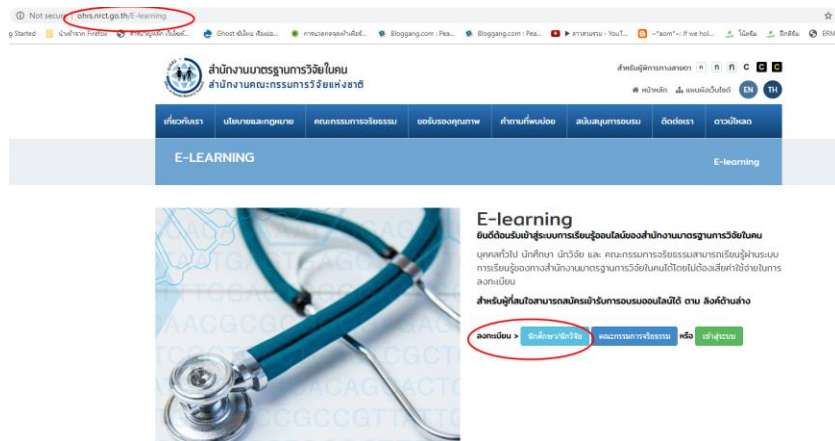 Not secure | ohrs.nrct.go.th/E-learning
g Started
Bloggang.com : Pea...
Bloggang.com : Pea...
~*aom*~: If we hol...
ERM
สำนักงานมาตรฐานการวิจัยในคน
สำนักงานคณะกรรมการวิจัยแห่งชาติ
สำหรับผู้พิการทางสายตา ก ก ก C C C
หน้าหลัก แผนผังเว็บไซต์ EN TH
เกี่ยวกับเรา นโยบายและกฎหมาย คณะกรรมการจริยธรรม ขอรับรองคุณภาพ คำถามที่พบบ่อย สนับสนุนการอบรม ติดต่อเรา ดาวน์โหลด
E-LEARNING
E-learning
E-learning
ยินดีต้อนรับเข้าสู่ระบบการเรียนรู้ออนไลน์ของสำนักงานมาตรฐานการวิจัยในคน
บุคคลทั่วไป นักศึกษา นักวิจัย และ คณะกรรมการจริยธรรมสามารถเรียนรู้ผ่านระบบ
การเรียนรู้ของทางสำนักงานมาตรฐานการวิจัยในคนได้โดยไม่ต้องเสียค่าใช้จ่ายในการ
ลงทะเบียน
สำหรับผู้ที่สนใจสามารถสมัครเข้ารับการอบรมออนไลน์ได้ ตาม ลิงค์ด้านล่าง
ลงทะเบียน > นักศึกษา/นักวิจัย คณะกรรมการจริยธรรม หรือ เข้าสู่ระบบ